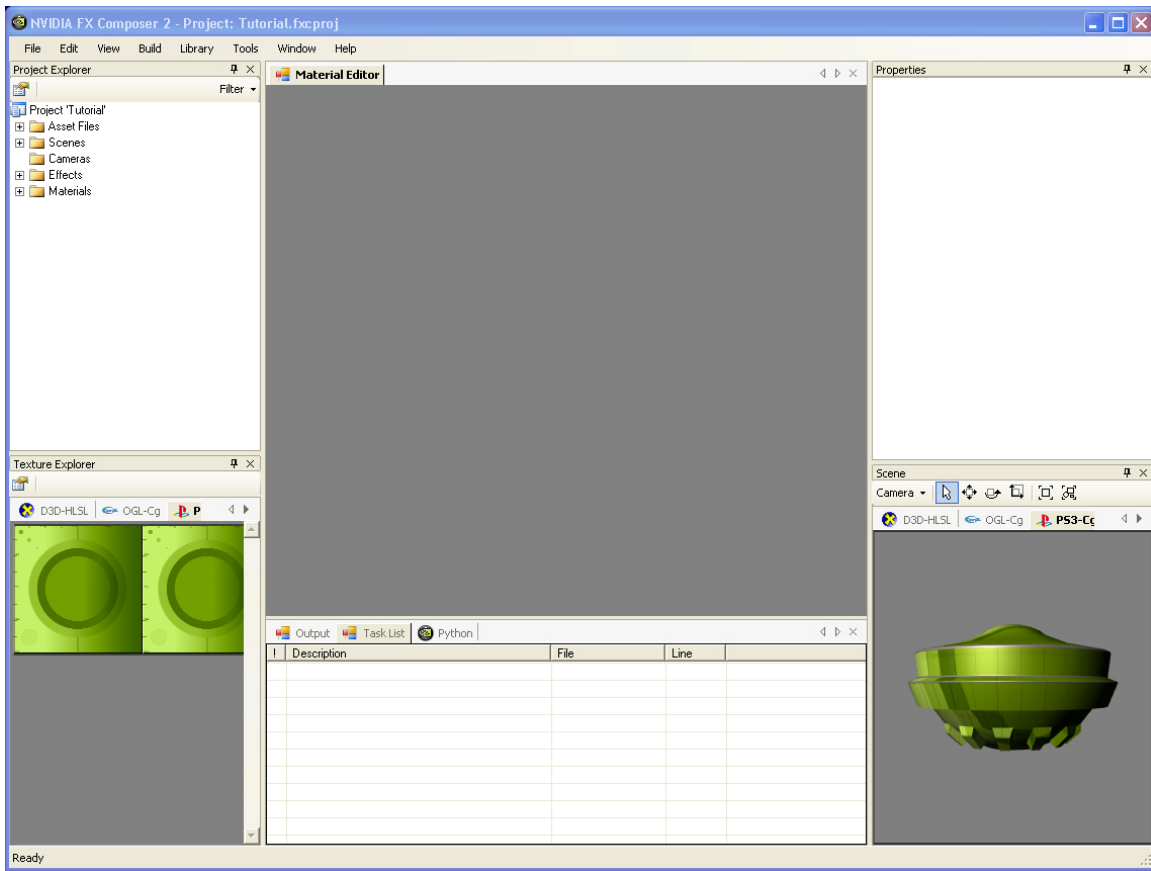 NVIDIA FX Composer 2 - Project: Tutorial.fxcproj
File Edit View Build Library Tools Window Help
Project Explorer
Filter
Project 'Tutorial'
Asset Files
Scenes
Cameras
Effects
Materials
Texture Explorer
D3D-HLSL OGL-Cg P
Material Editor
Output Task List Python
! Description File Line
Properties
Scene
Camera
D3D-HLSL OGL-Cg PS3-Cg
Ready